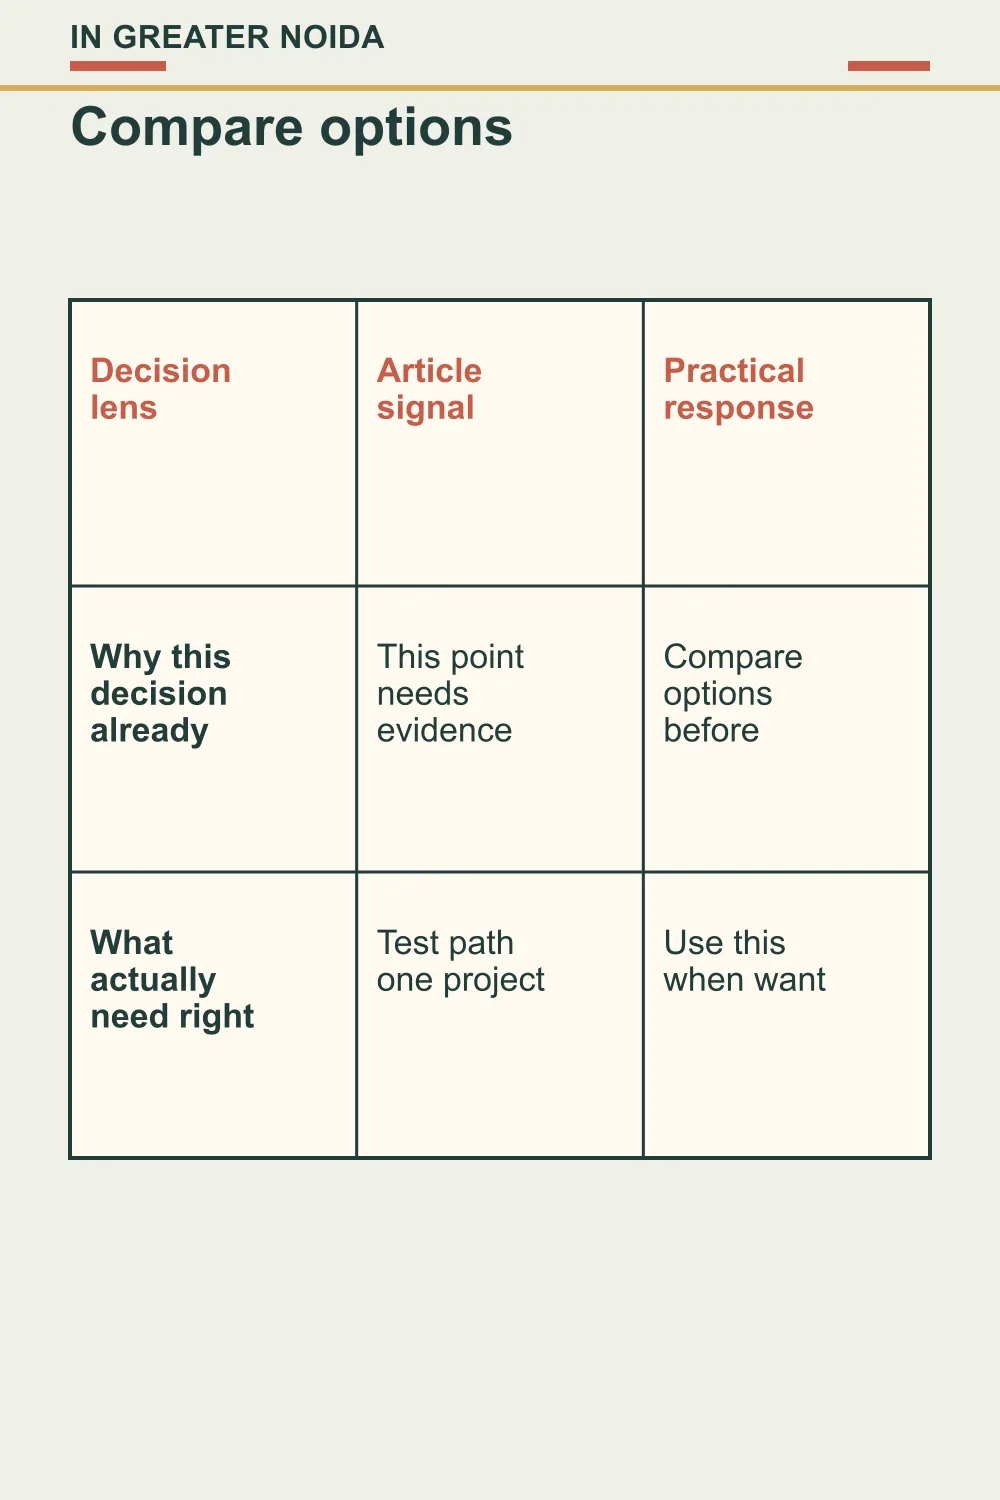 IN GREATER NOIDA
Compare options
Decision
lens
Article
signal
Practical
response
Why this
decision
already
This point
needs
evidence
Compare
options
before
What
actually
need right
Test path
one project
Use this
when want